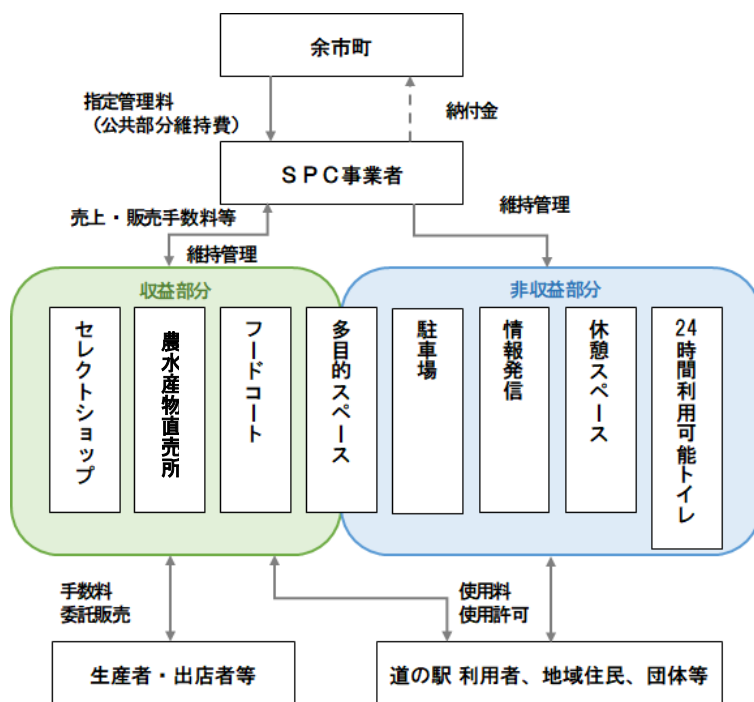 余市町
指定管理料
（公共部分維持費）
納付金
ＳＰＣ事業者
売上・販売手数料等
維持管理
維持管理
収益部分
非収益部分
セレクトショップ
農水産物直売所
フードコート
多目的スペース
駐車場
情報発信
休憩スペース
24時間利用可能トイレ
手数料
委託販売
使用料
使用許可
生産者・出店者等
道の駅 利用者、地域住民、団体等